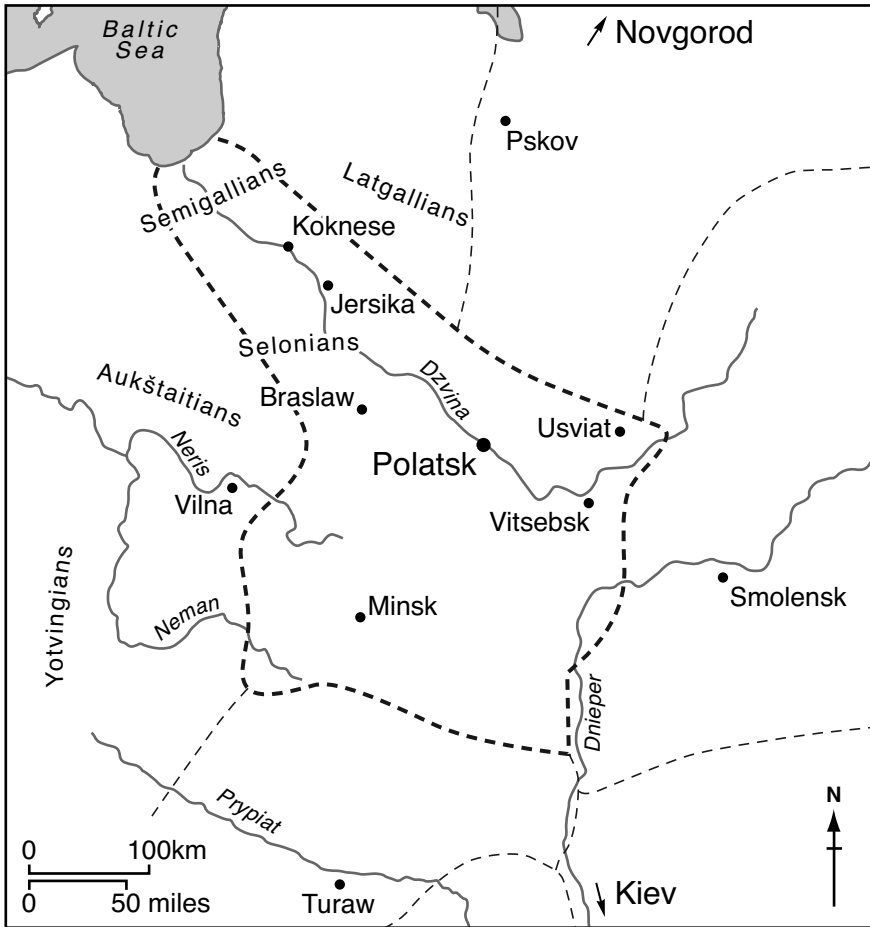 Baltic
Sea
Novgorod
Pskov
Latgallians
Semigallians
Koknese
Jersika
Selonians
Aukštaitians
Braslaw
Dzvina
Usviat
Neris
Polatsk
Vilna
Vitsebsk
Yotvingians
Neman
Minsk
Smolensk
Dnieper
Prypiat
N
0 100km
0 50 miles
Turaw
Kiev